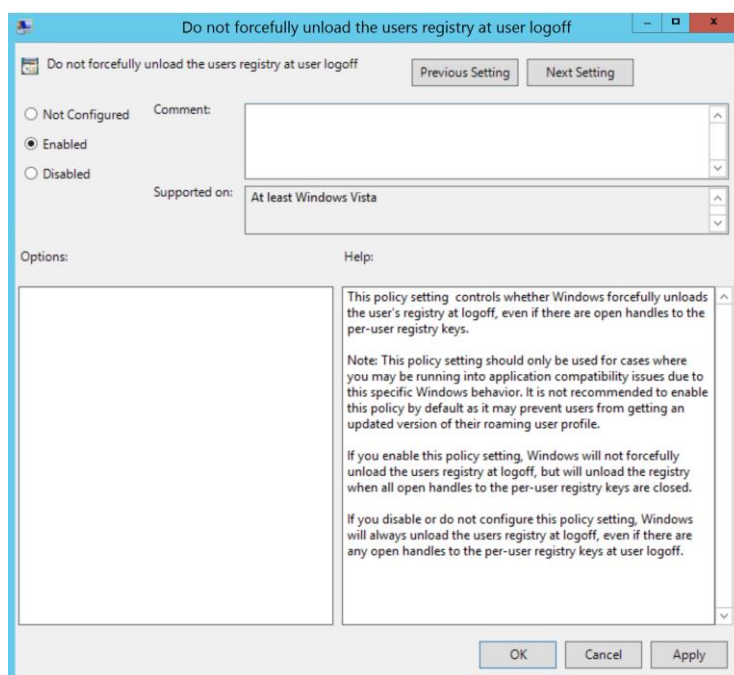 Do not forcefully unload the users registry at user logoff
Do not forcefully unload the users registry at user logoff
Previous Setting
Next Setting
Not Configured
Comment:
Enabled
Disabled
Supported on:
At least Windows Vista
Options:
Help:
This policy setting  controls whether Windows forcefully unloads
the user's registry at logoff, even if there are open handles to the
per-user registry keys.
Note: This policy setting should only be used for cases where
you may be running into application compatibility issues due to
this specific Windows behavior. It is not recommended to enable
this policy by default as it may prevent users from getting an
updated version of their roaming user profile.
If you enable this policy setting, Windows will not forcefully
unload the users registry at logoff, but will unload the registry
when all open handles to the per-user registry keys are closed.
If you disable or do not configure this policy setting, Windows
will always unload the users registry at logoff, even if there are
any open handles to the per-user registry keys at user logoff.
OK
Cancel
Apply